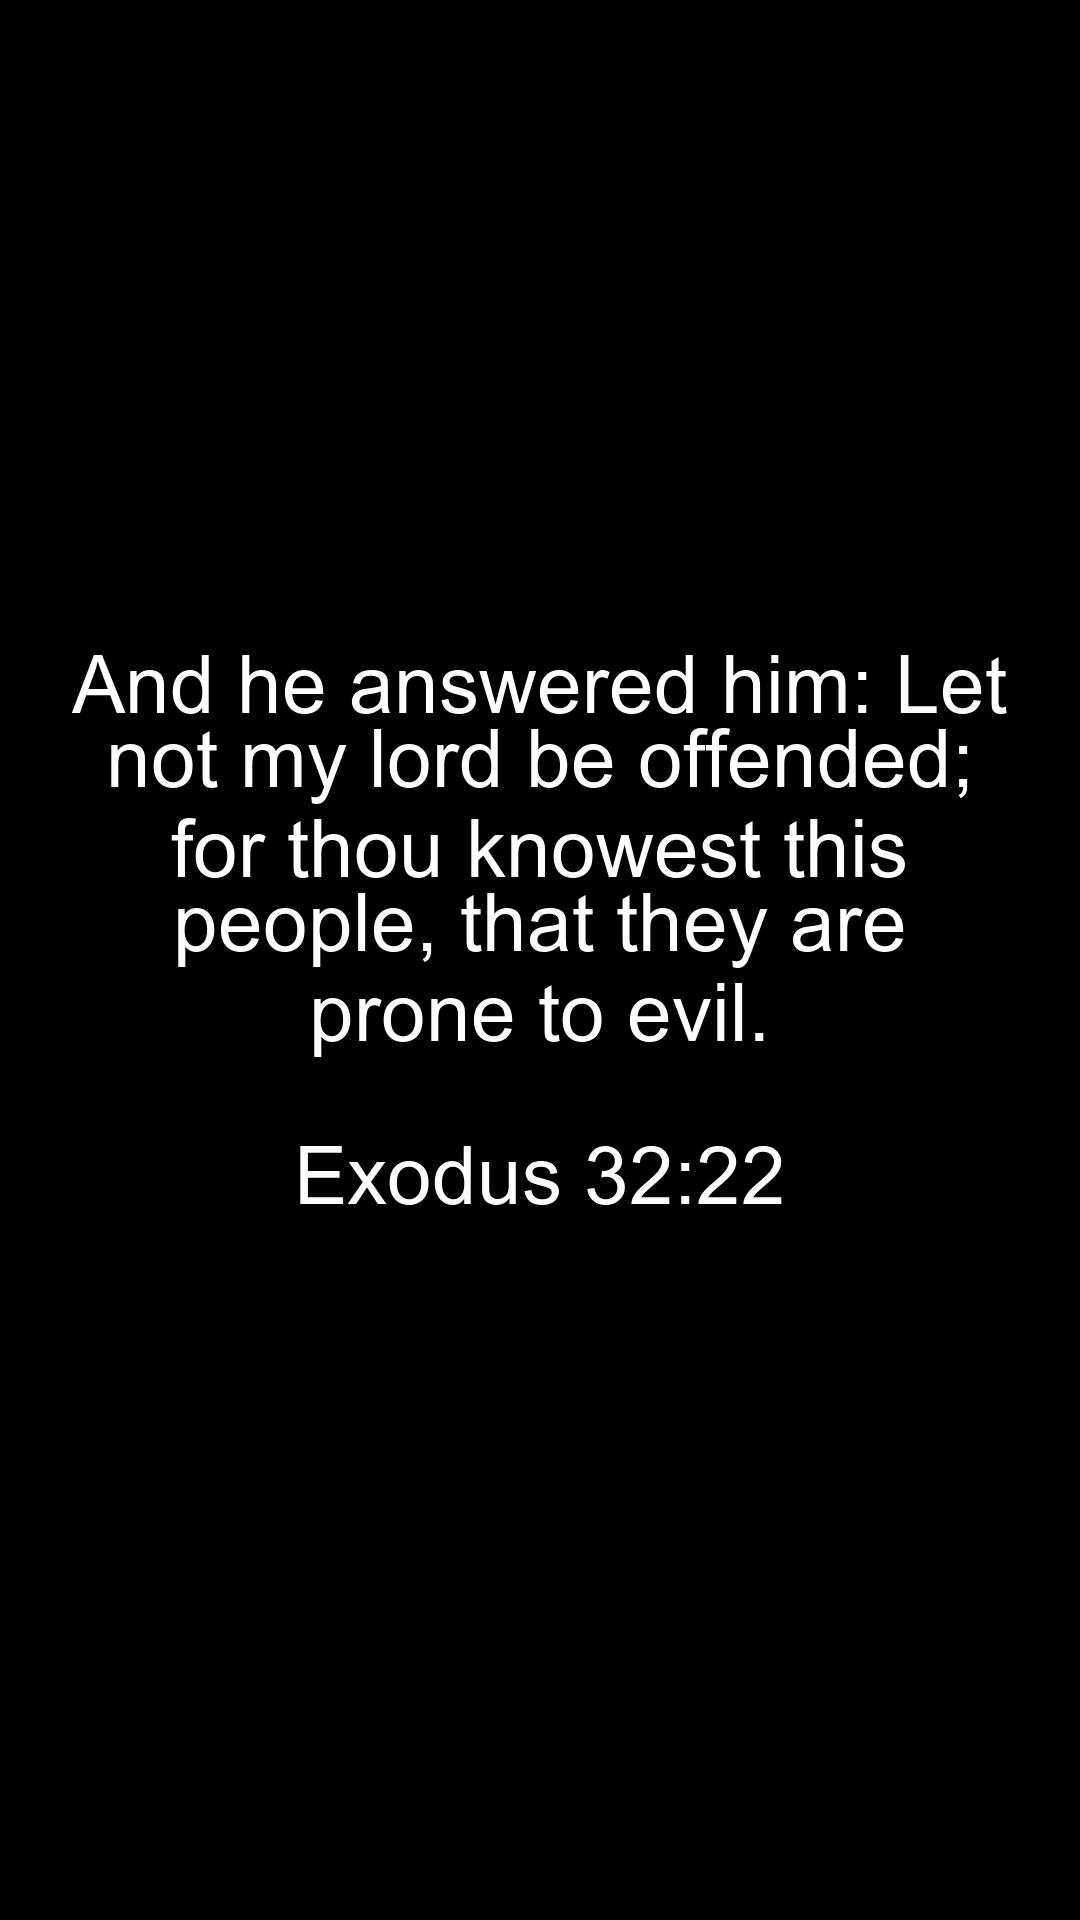 And he answered him: Let
not my lord be offended;
for thou knowest this
people, that they are
prone to evil.
Exodus 32:22